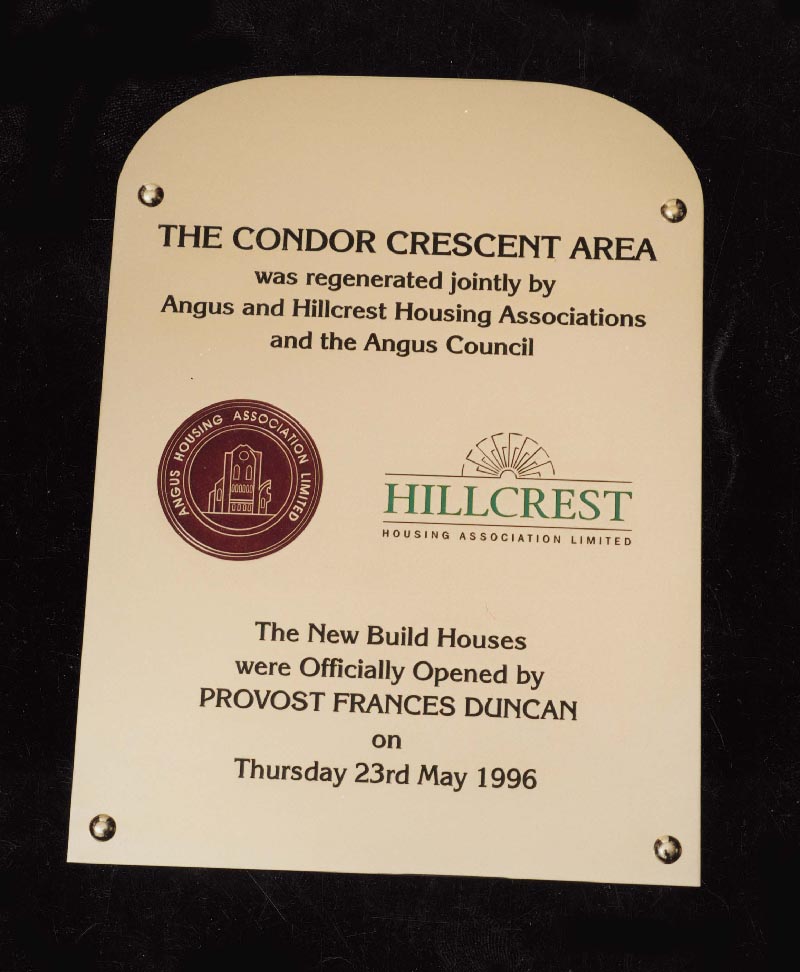 THE CONDOR CRESCENT AREA
was regenerated jointly by
Angus and Hillcrest Housing Associations
and the Angus Council
ANGUS HOUSING ASSOCIATION LIMITED
HILLCREST
HOUSING ASSOCIATION LIMITED
The New Build Houses
were Officially Opened by
PROVOST FRANCES DUNCAN
on
Thursday 23rd May 1996